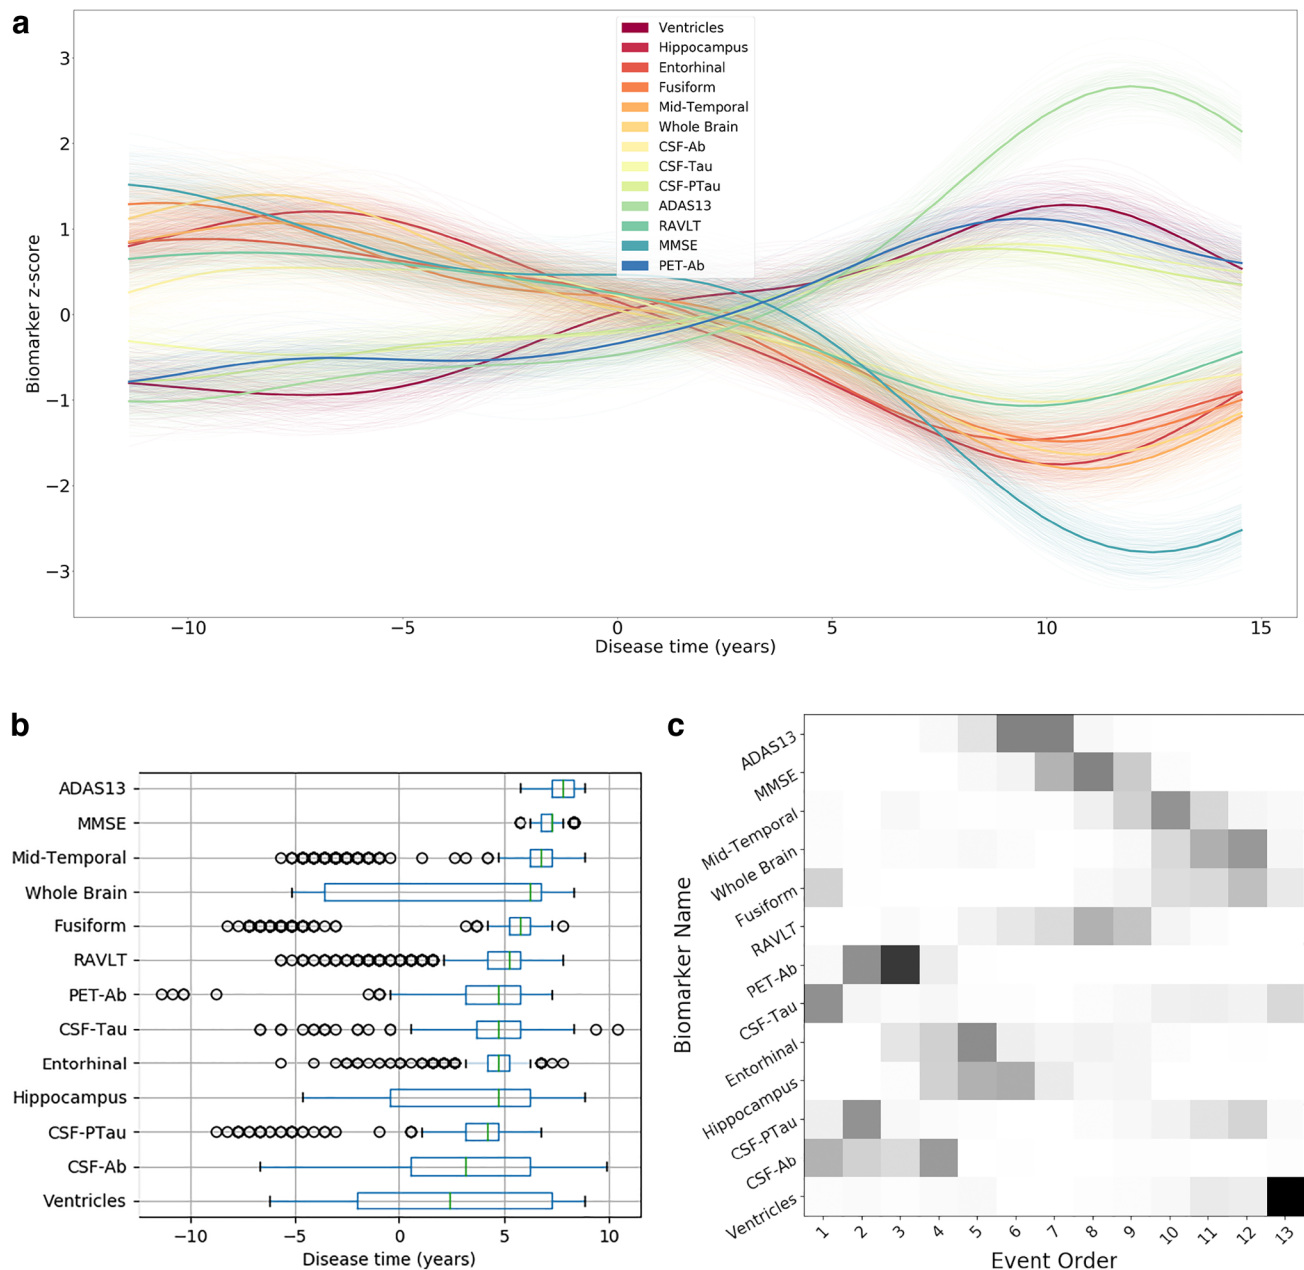 a
3
2
1
0
−1
−2
−3
Biomarker z-score
Ventricles
Hippocampus
Entorhinal
Fusiform
Mid-Temporal
Whole Brain
CSF-Ab
CSF-Tau
CSF-PTau
ADAS13
RAVLT
MMSE
PET-Ab
−10 −5 0 5 10 15
Disease time (years)
b
ADAS13
MMSE
Mid-Temporal
Whole Brain
Fusiform
RAVLT
PET-Ab
CSF-Tau
Entorhinal
Hippocampus
CSF-PTau
CSF-Ab
Ventricles
−10 −5 0 5 10
Disease time (years)
c
Biomarker Name
ADAS13
MMSE
Mid-Temporal
Whole Brain
Fusiform
RAVLT
PET-Ab
CSF-Tau
Entorhinal
Hippocampus
CSF-PTau
CSF-Ab
Ventricles
1 2 3 4 5 6 7 8 9 10 11 12 13
Event Order